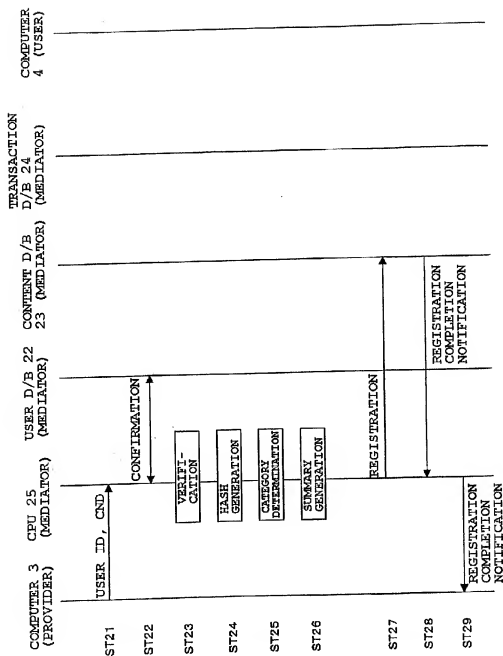 COMPUTER 3
(PROVIDER)
CPU 25
(MEDIATOR)
USER D/B 22
(MEDIATOR)
CONTENT D/B
23 (MEDIATOR)
TRANSACTION
D/B 24
(MEDIATOR)
COMPUTER
4 (USER)
ST21
USER ID, CND
ST22
CONFIRMATION
ST23
VERIFI-
CATION
ST24
HASH
GENERATION
ST25
CATEGORY
DETERMINATION
ST26
SUMMARY
GENERATION
ST27
REGISTRATION
ST28
REGISTRATION
COMPLETION
NOTIFICATION
ST29
REGISTRATION
COMPLETION
NOTIFICATION